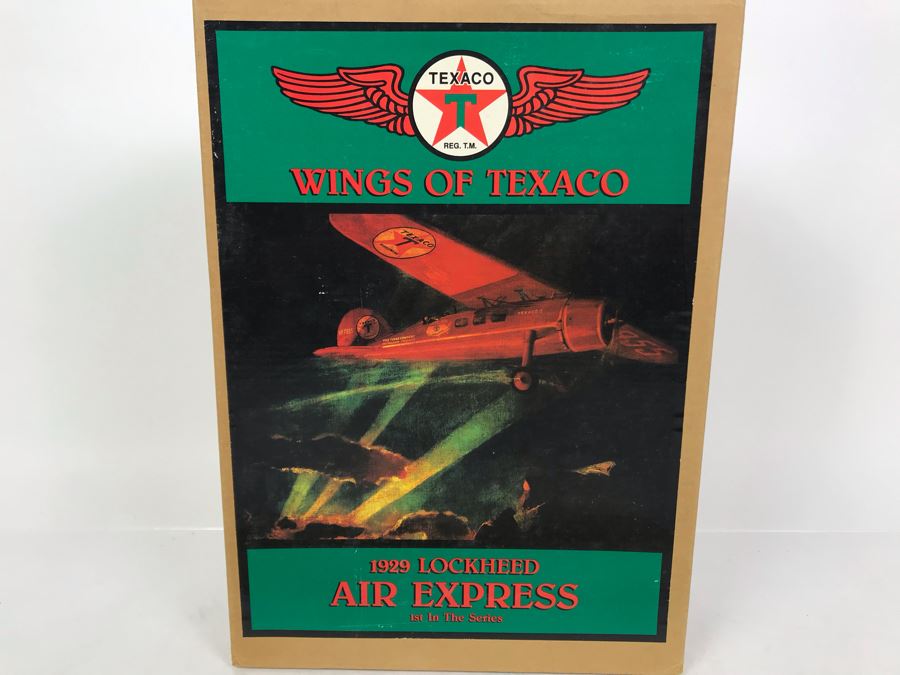 TEXACO
T
REG. T.M.
WINGS OF TEXACO
TEXACO
T
1929 LOCKHEED
AIR EXPRESS
1st In The Series